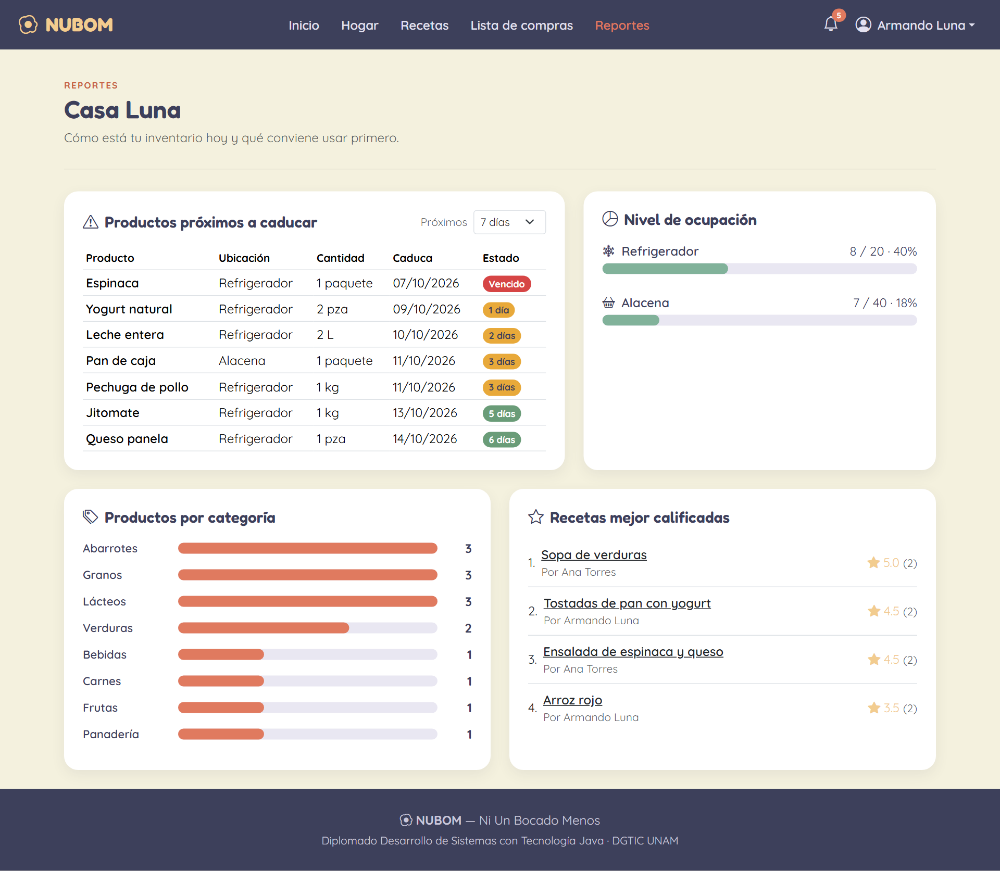 NUBOM
Inicio Hogar Recetas Lista de compras Reportes
5
Armando Luna
REPORTES
Casa Luna
Cómo está tu inventario hoy y qué conviene usar primero.
Productos próximos a caducar
Próximos 7 días
Producto Ubicación Cantidad Caduca Estado
Espinaca Refrigerador 1 paquete 07/10/2026 Vencido
Yogurt natural Refrigerador 2 pza 09/10/2026 1 día
Leche entera Refrigerador 2 L 10/10/2026 2 días
Pan de caja Alacena 1 paquete 11/10/2026 3 días
Pechuga de pollo Refrigerador 1 kg 11/10/2026 3 días
Jitomate Refrigerador 1 kg 13/10/2026 5 días
Queso panela Refrigerador 1 pza 14/10/2026 6 días
Nivel de ocupación
Refrigerador 8 / 20 · 40%
Alacena 7 / 40 · 18%
Productos por categoría
Abarrotes 3
Granos 3
Lácteos 3
Verduras 2
Bebidas 1
Carnes 1
Frutas 1
Panadería 1
Recetas mejor calificadas
1. Sopa de verduras 5.0 (2)
Por Ana Torres
2. Tostadas de pan con yogurt 4.5 (2)
Por Armando Luna
3. Ensalada de espinaca y queso 4.5 (2)
Por Ana Torres
4. Arroz rojo 3.5 (2)
Por Armando Luna
NUBOM — Ni Un Bocado Menos
Diplomado Desarrollo de Sistemas con Tecnología Java · DGTIC UNAM